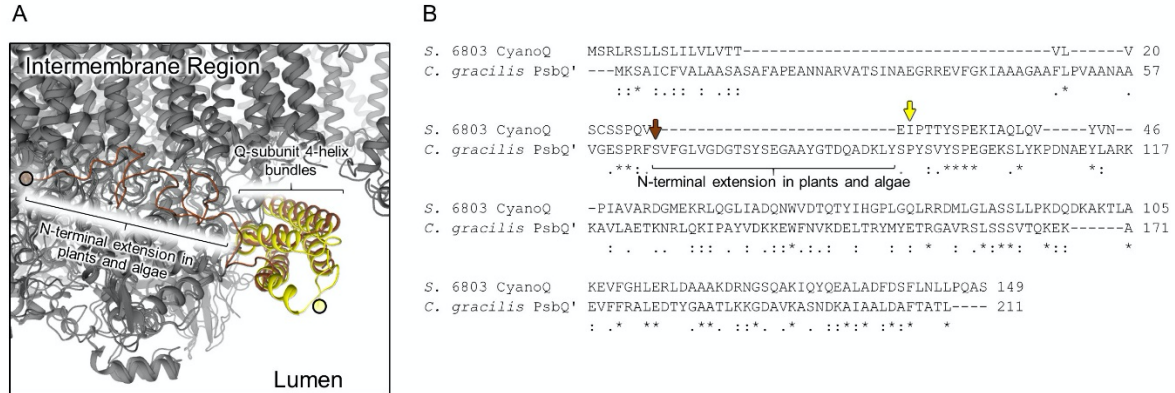 A
B
Intermembrane Region
Q-subunit 4-helix
bundles
N-terminal extension in
plants and algae
Lumen
S. 6803 CyanoQ MSRLRSLLSLILVLVTT----------------------------------VL------V 20
C. gracilis PsbQ' ---MKSAICFVALAASASAFAPEANNARVATSINAEGRREVFGKIAAAGAAFLPVAANAA 57
::* :.:: : .:: .* .
S. 6803 CyanoQ SCSSPQV---------------------------EIPTTYSPEKIAQLQV-----YVN-- 46
C. gracilis PsbQ' VGESPRFSVFGLVGDGTSYSEGAAYGTDQADKLYSPYSVYSPEGEKSLYKPDNAEYLARK 117
.**: .: .**** .* *:
N-terminal extension in plants and algae
S. 6803 CyanoQ -PIAVARDGMEKRLQGLIADQNWVDTQTYIHGPLGQLRRDMLGLASSLLPKDQDKAKTLA 105
C. gracilis PsbQ' KAVLAETKNRLQKIPAYVDKKEWFNVKDELTRYMYETRGAVRSLSSSVTQKEK------A 171
: . .: : . : .::*.:.: : : : * : .*:**: *:: *
S. 6803 CyanoQ KEVFGHLERLDAAAKDRNGSQAKIQYQEALADFDSFLNLLPQAS 149
C. gracilis PsbQ' EVFFRALEDTYGAATLKKGDAVKASNDKAIAALDAFTATL---- 211
: .* ** .**. ::*. .* . ::*:* :*:* *